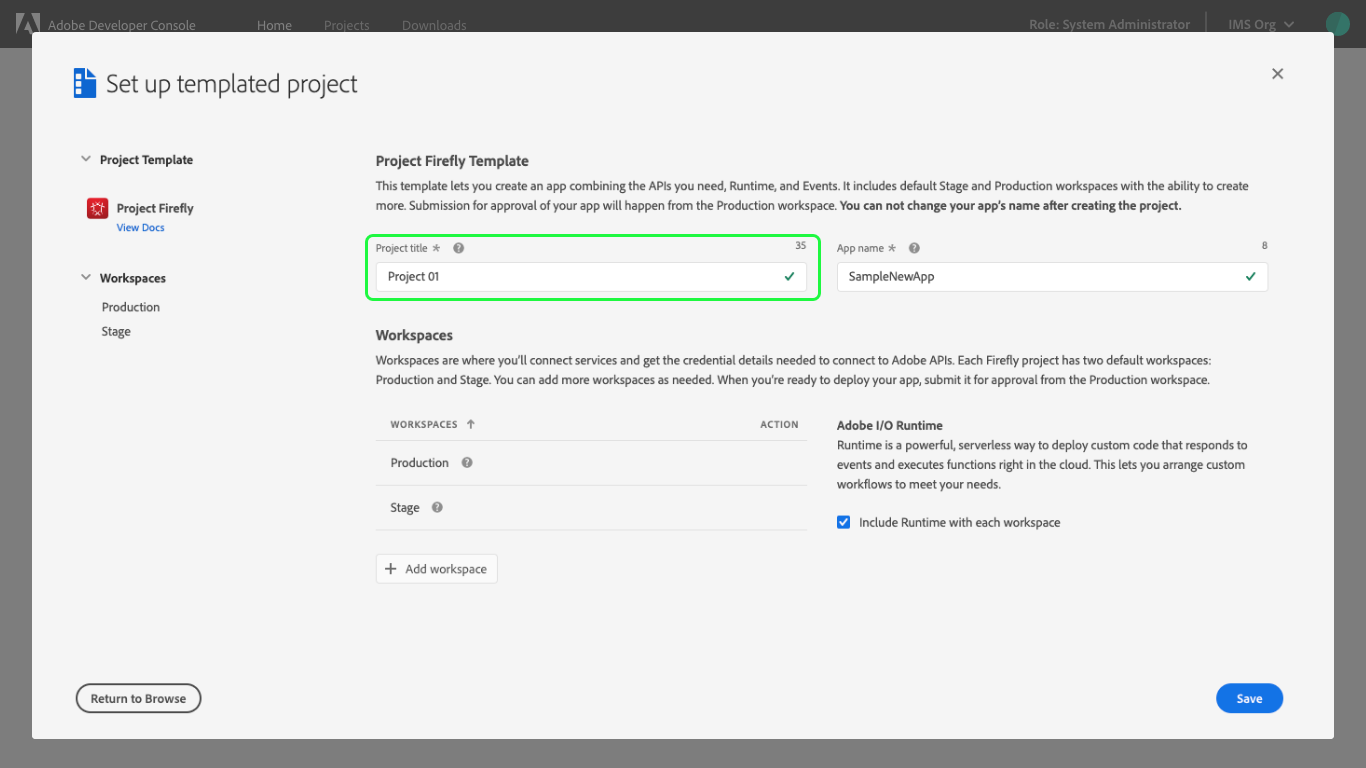 Adobe Developer Console Home Projects Downloads Role: System Administrator IMS Org
Set up templated project
Project Template
Project Firefly
View Docs
Workspaces
Production
Stage
Project Firefly Template
This template lets you create an app combining the APIs you need, Runtime, and Events. It includes default Stage and Production workspaces with the ability to create
more. Submission for approval of your app will happen from the Production workspace. You can not change your app's name after creating the project.
Project title * 35
Project 01
App name * 8
SampleNewApp
Workspaces
Workspaces are where you'll connect services and get the credential details needed to connect to Adobe APIs. Each Firefly project has two default workspaces:
Production and Stage. You can add more workspaces as needed. When you're ready to deploy your app, submit it for approval from the Production workspace.
WORKSPACES ACTION
Production
Stage
+ Add workspace
Adobe I/O Runtime
Runtime is a powerful, serverless way to deploy custom code that responds to
events and executes functions right in the cloud. This lets you arrange custom
workflows to meet your needs.
Include Runtime with each workspace
Return to Browse
Save